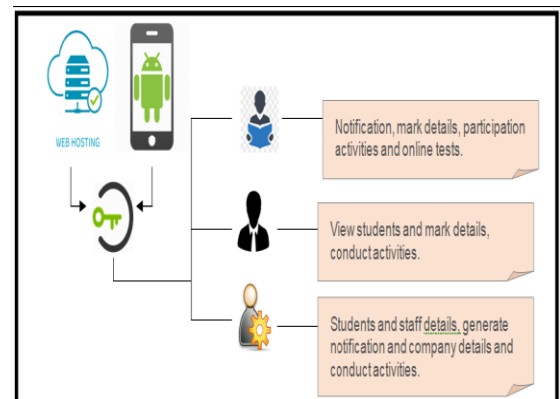 WEB HOSTING
Notification, mark details, participation
activities and online tests.
View students and mark details,
conduct activities.
Students and staff details, generate
notification and company details and
conduct activities.